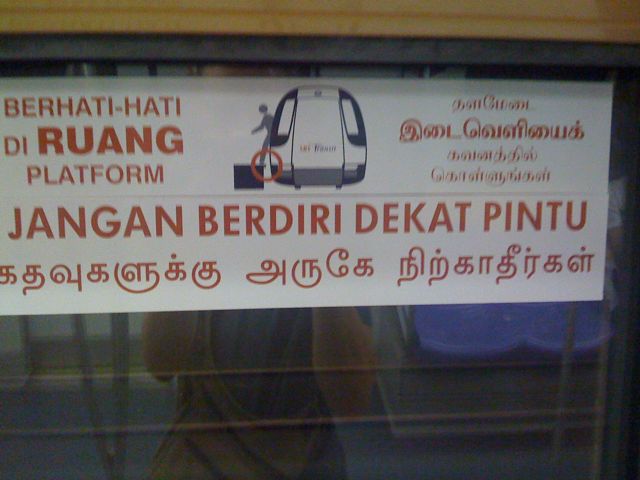 BERHATI-HATI
DI RUANG
PLATFORM
தளமேடை
இடைவெளியைக்
கவனத்தில்
கொள்ளுங்கள்
JANGAN BERDIRI DEKAT PINTU
கதவுகளுக்கு அருகே நிற்காதீர்கள்